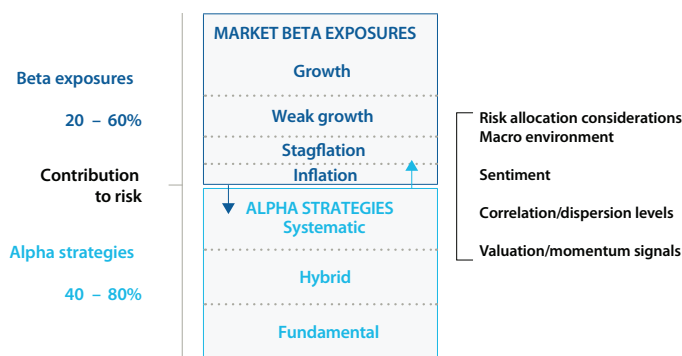 Beta exposures
20 – 60%
Contribution
to risk
Alpha strategies
40 – 80%
MARKET BETA EXPOSURES
Growth
Weak growth
Stagflation
Inflation
ALPHA STRATEGIES
Systematic
Hybrid
Fundamental
Risk allocation considerations
Macro environment
Sentiment
Correlation/dispersion levels
Valuation/momentum signals